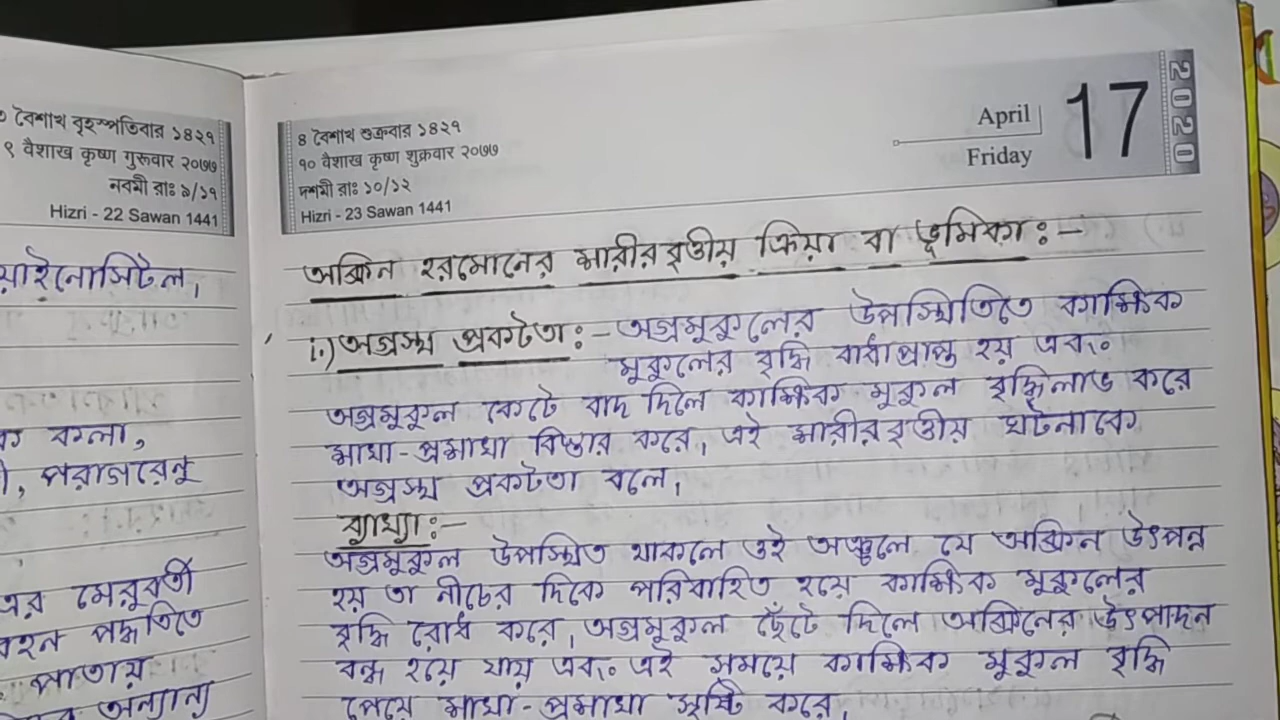 ৩ বৈশাখ বৃহস্পতিবার ১৪২৭
৯ বৈশাখ কৃষ্ণ গুরুবার ২০৭৭
নবমী রাঃ ৯/১৭
Hizri - 22 Sawan 1441
য়াইনোসিটল,
কলা,
পরাগরেনু
এর মেরুবর্তী
বহন পদ্ধতিতে
পাতায়
অন্যান্য
৪ বৈশাখ শুক্রবার ১৪২৭
১০ বৈশাখ কৃষ্ণ শুক্রবার ২০৭৭
দশমী রাঃ ১০/১২
Hizri - 23 Sawan 1441
April
Friday
17
2020
অক্সিন হরমোনের শারীরবৃত্তীয় ক্রিয়া বা ভূমিকা:-
i.) অগ্রস্থ প্রকটতা:- অগ্রমুকুলের উপস্থিতিতে কাক্ষিক
মুকুলের বৃদ্ধি বাধাপ্রাপ্ত হয় এবং
অগ্রমুকুল কেটে বাদ দিলে কাক্ষিক মুকুল বৃদ্ধিলাভ করে
শাখা-প্রশাখা বিস্তার করে, এই শারীরবৃত্তীয় ঘটনাকে
অগ্রস্থ প্রকটতা বলে।
ব্যাখ্যা:-
অগ্রমুকুল উপস্থিত থাকলে ওই অঞ্চলে যে অক্সিন উৎপন্ন
হয় তা নীচের দিকে পরিবাহিত হয়ে কাক্ষিক মুকুলের
বৃদ্ধি রোধ করে, অগ্রমুকুল ছেঁটে দিলে অক্সিনের উৎপাদন
বন্ধ হয়ে যায় এবং এই সময়ে কাক্ষিক মুকুল বৃদ্ধি
পেয়ে শাখা-প্রশাখা সৃষ্টি করে,